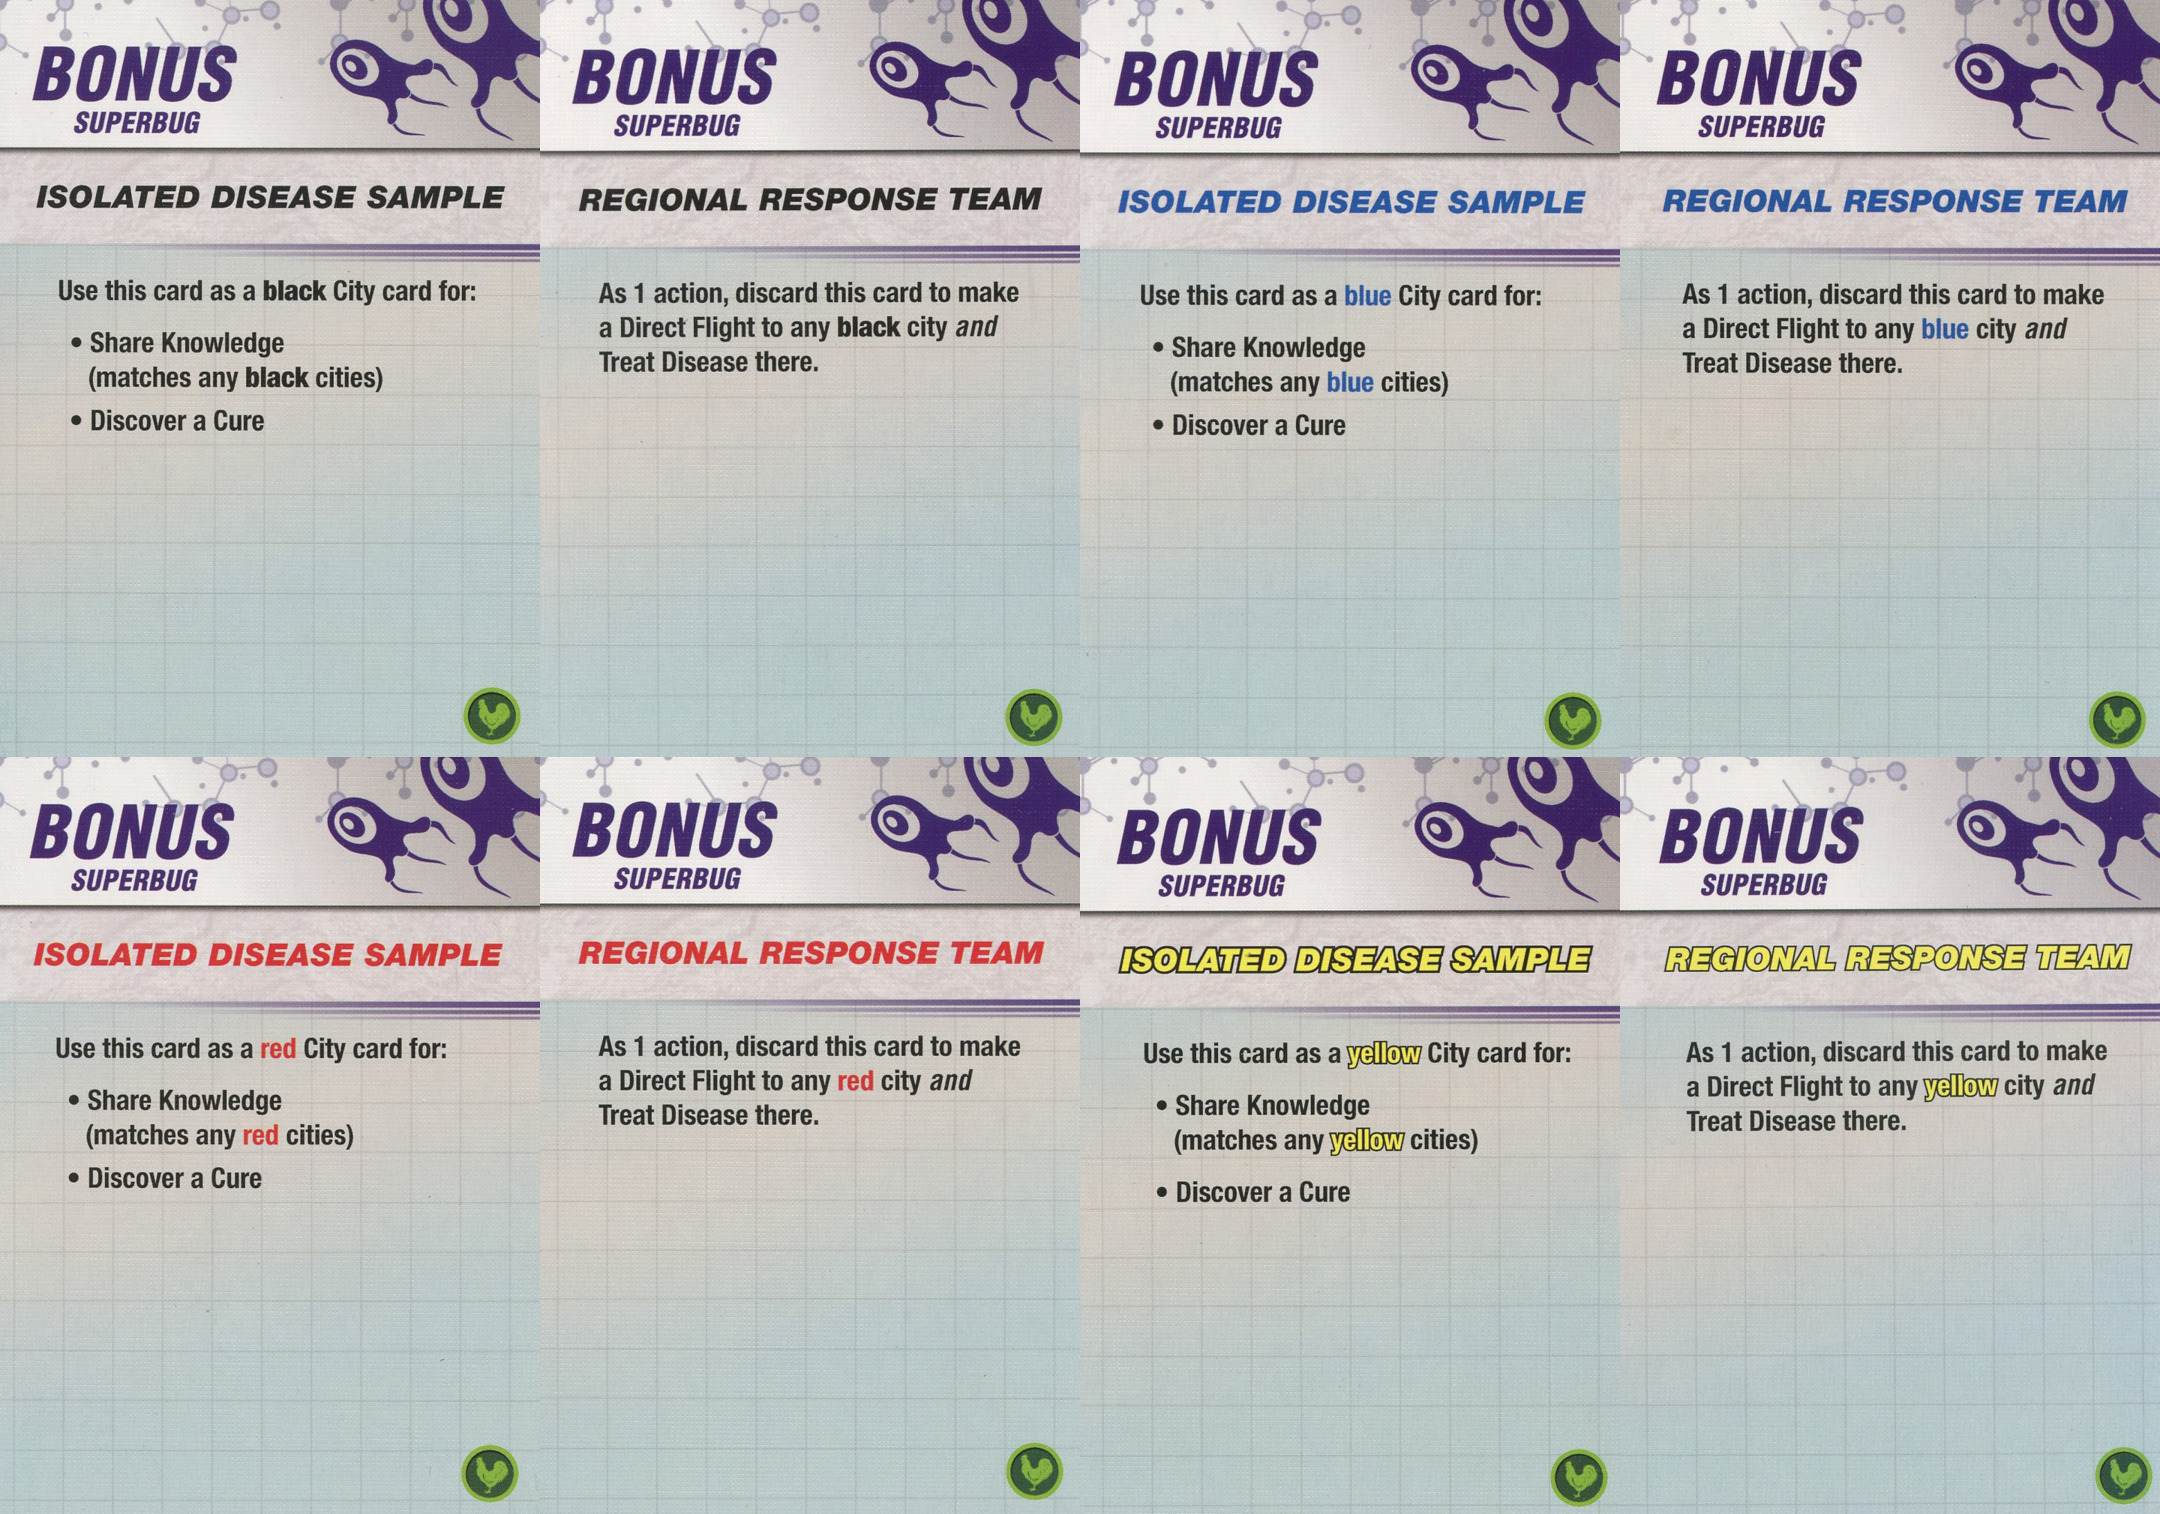 BONUS
SUPERBUG
ISOLATED DISEASE SAMPLE
Use this card as a black City card for:
• Share Knowledge
(matches any black cities)
• Discover a Cure
BONUS
SUPERBUG
REGIONAL RESPONSE TEAM
As 1 action, discard this card to make
a Direct Flight to any black city and
Treat Disease there.
BONUS
SUPERBUG
ISOLATED DISEASE SAMPLE
Use this card as a blue City card for:
• Share Knowledge
(matches any blue cities)
• Discover a Cure
BONUS
SUPERBUG
REGIONAL RESPONSE TEAM
As 1 action, discard this card to make
a Direct Flight to any blue city and
Treat Disease there.
BONUS
SUPERBUG
ISOLATED DISEASE SAMPLE
Use this card as a red City card for:
• Share Knowledge
(matches any red cities)
• Discover a Cure
BONUS
SUPERBUG
REGIONAL RESPONSE TEAM
As 1 action, discard this card to make
a Direct Flight to any red city and
Treat Disease there.
BONUS
SUPERBUG
ISOLATED DISEASE SAMPLE
Use this card as a yellow City card for:
• Share Knowledge
(matches any yellow cities)
• Discover a Cure
BONUS
SUPERBUG
REGIONAL RESPONSE TEAM
As 1 action, discard this card to make
a Direct Flight to any yellow city and
Treat Disease there.